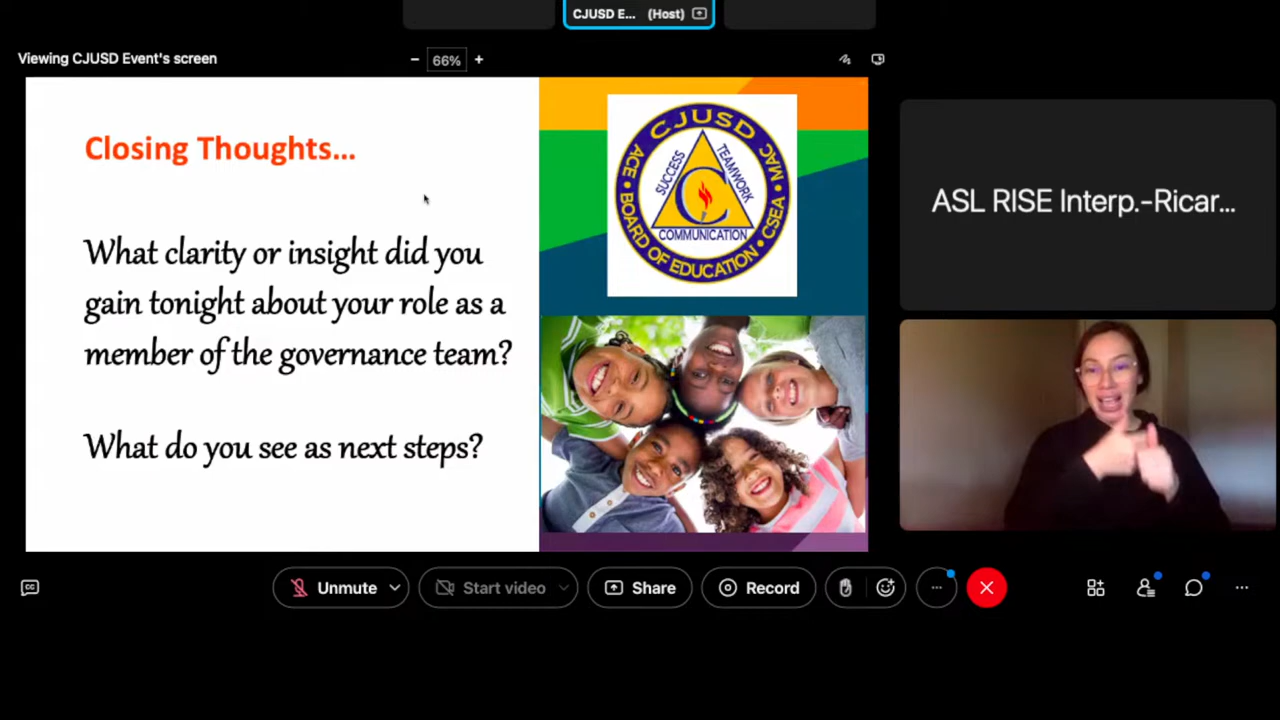 CJUSD E... (Host)
Viewing CJUSD Event's screen
66%
Closing Thoughts...
What clarity or insight did you
gain tonight about your role as a
member of the governance team?
What do you see as next steps?
CJUSD
ACE • BOARD OF EDUCATION • CSEA • MAC
SUCCESS
TEAMWORK
C
COMMUNICATION
ASL RISE Interp.-Ricar...
CC
Unmute
Start video
Share
Record